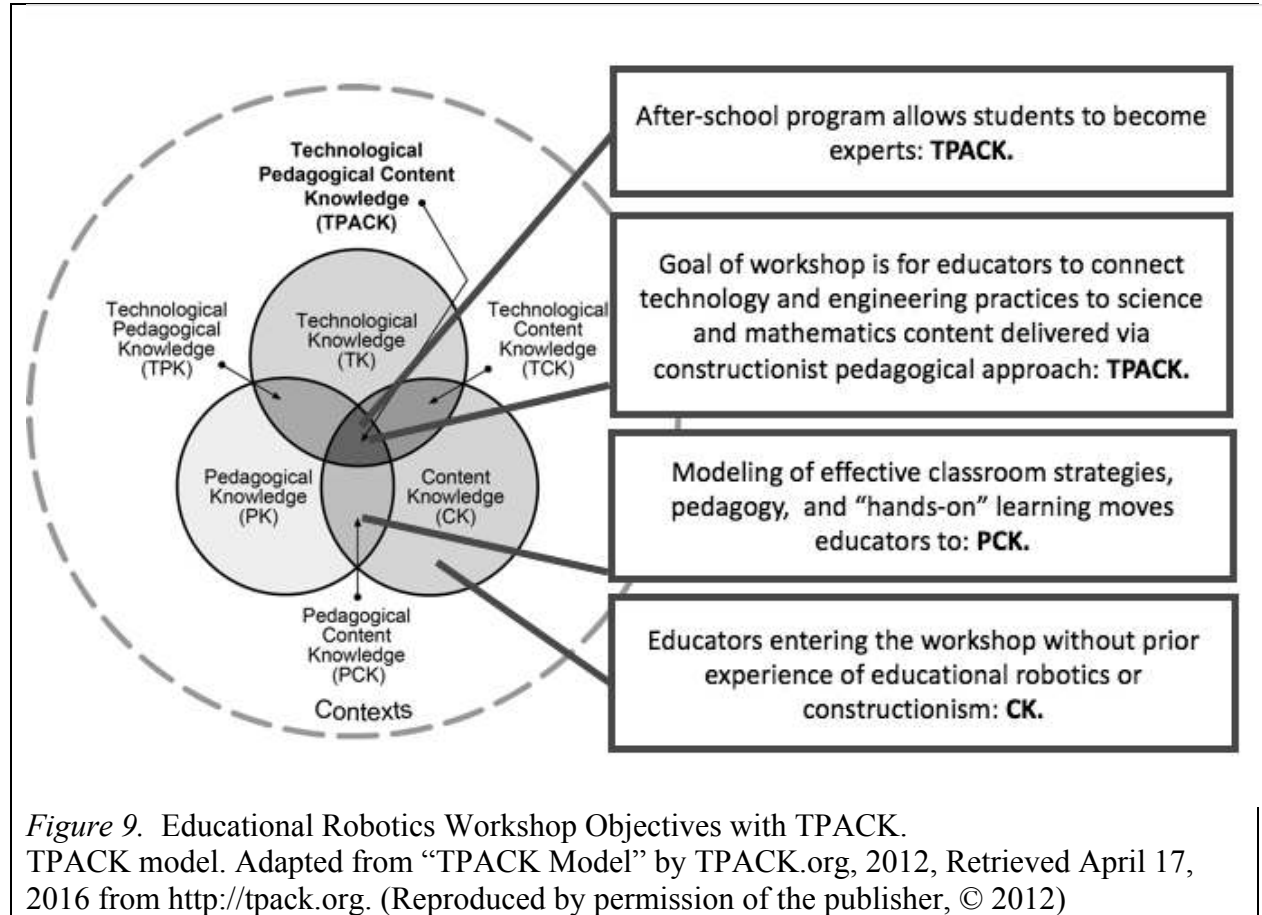 Technological
Pedagogical Content
Knowledge
(TPACK)
Technological
Pedagogical
Knowledge
(TPK)
Technological
Knowledge
(TK)
Technological
Content
Knowledge
(TCK)
Pedagogical
Knowledge
(PK)
Content
Knowledge
(CK)
Pedagogical
Content
Knowledge
(PCK)
Contexts
After-school program allows students to become
experts: TPACK.
Goal of workshop is for educators to connect
technology and engineering practices to science
and mathematics content delivered via
constructionist pedagogical approach: TPACK.
Modeling of effective classroom strategies,
pedagogy, and “hands-on” learning moves
educators to: PCK.
Educators entering the workshop without prior
experience of educational robotics or
constructionism: CK.
Figure 9. Educational Robotics Workshop Objectives with TPACK.
TPACK model. Adapted from “TPACK Model” by TPACK.org, 2012, Retrieved April 17,
2016 from http://tpack.org. (Reproduced by permission of the publisher, © 2012)